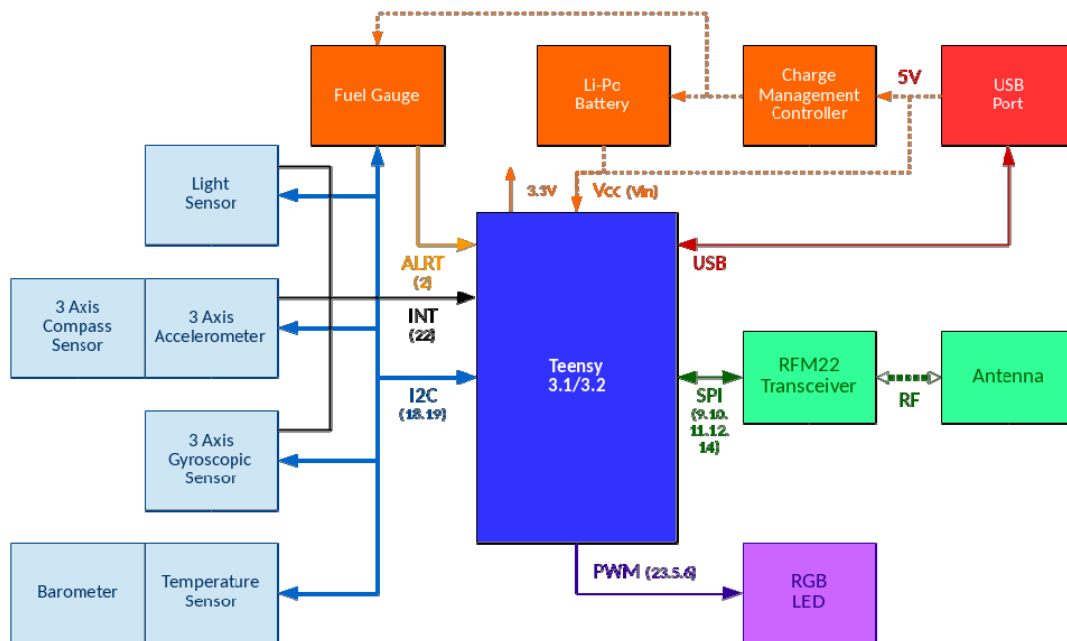 Fuel Gauge
Li-Po
Battery
Charge
Management
Controller
5V
USB
Port
Light
Sensor
3.3V
Vcc (Vin)
ALRT
(2)
USB
3 Axis
Compass
Sensor
3 Axis
Accelerometer
INT
(22)
Teensy
3.1/3.2
RFM22
Transceiver
Antenna
I2C
(18.19)
SPI
(9.10.
11.12.
14)
RF
3 Axis
Gyroscopic
Sensor
Barometer
Temperature
Sensor
PWM (23.5.6)
RGB
LED